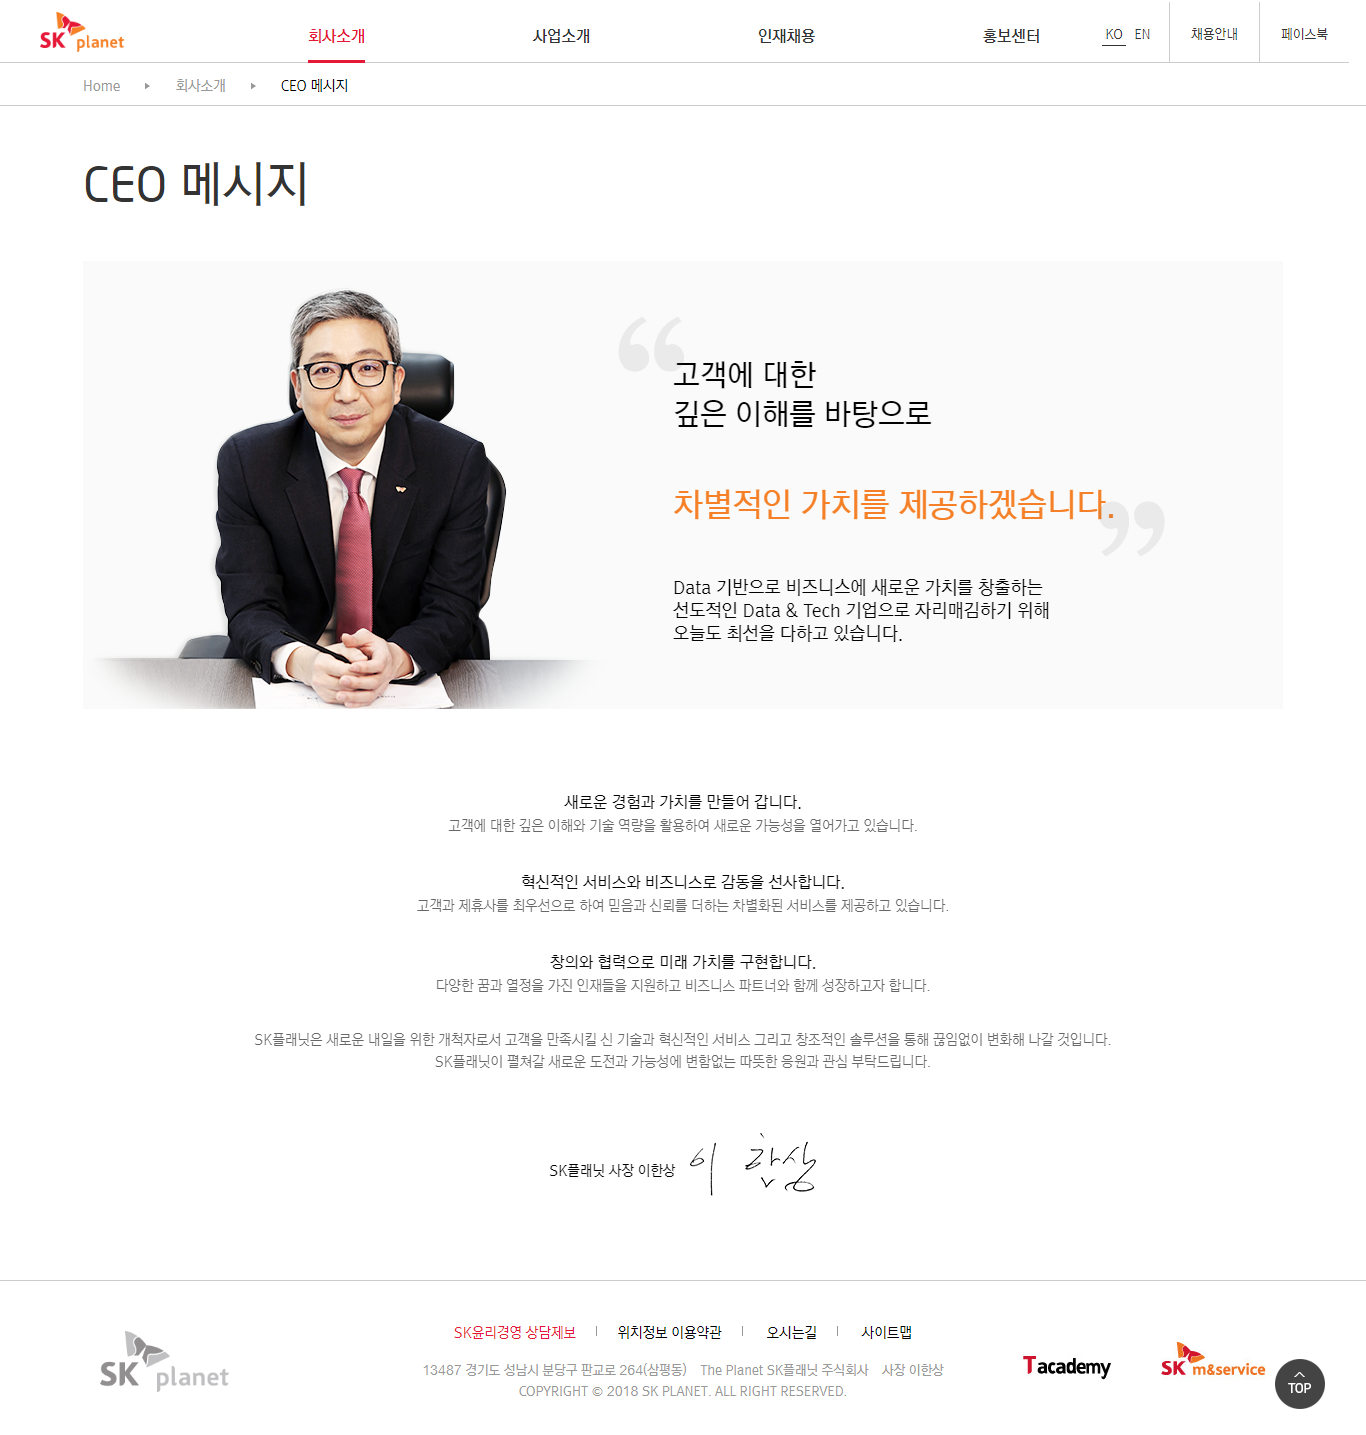 SK planet
회사소개
사업소개
인재채용
홍보센터
KO EN
채용안내
페이스북
Home 회사소개 CEO 메시지
CEO 메시지
“
고객에 대한
깊은 이해를 바탕으로
차별적인 가치를 제공하겠습니다.
”
Data 기반으로 비즈니스에 새로운 가치를 창출하는
선도적인 Data & Tech 기업으로 자리매김하기 위해
오늘도 최선을 다하고 있습니다.
새로운 경험과 가치를 만들어 갑니다.
고객에 대한 깊은 이해와 기술 역량을 활용하여 새로운 가능성을 열어가고 있습니다.
혁신적인 서비스와 비즈니스로 감동을 선사합니다.
고객과 제휴사를 최우선으로 하여 믿음과 신뢰를 더하는 차별화된 서비스를 제공하고 있습니다.
창의와 협력으로 미래 가치를 구현합니다.
다양한 꿈과 열정을 가진 인재들을 지원하고 비즈니스 파트너와 함께 성장하고자 합니다.
SK플래닛은 새로운 내일을 위한 개척자로서 고객을 만족시킬 신 기술과 혁신적인 서비스 그리고 창조적인 솔루션을 통해 끊임없이 변화해 나갈 것입니다.
SK플래닛이 펼쳐갈 새로운 도전과 가능성에 변함없는 따뜻한 응원과 관심 부탁드립니다.
SK플래닛 사장 이한상 이 한상
SK윤리경영 상담제보 위치정보 이용약관 오시는길 사이트맵
SK planet
13487 경기도 성남시 분당구 판교로 264(삼평동) The Planet SK플래닛 주식회사 사장 이한상
COPYRIGHT © 2018 SK PLANET. ALL RIGHT RESERVED.
T academy
SK m&service
TOP